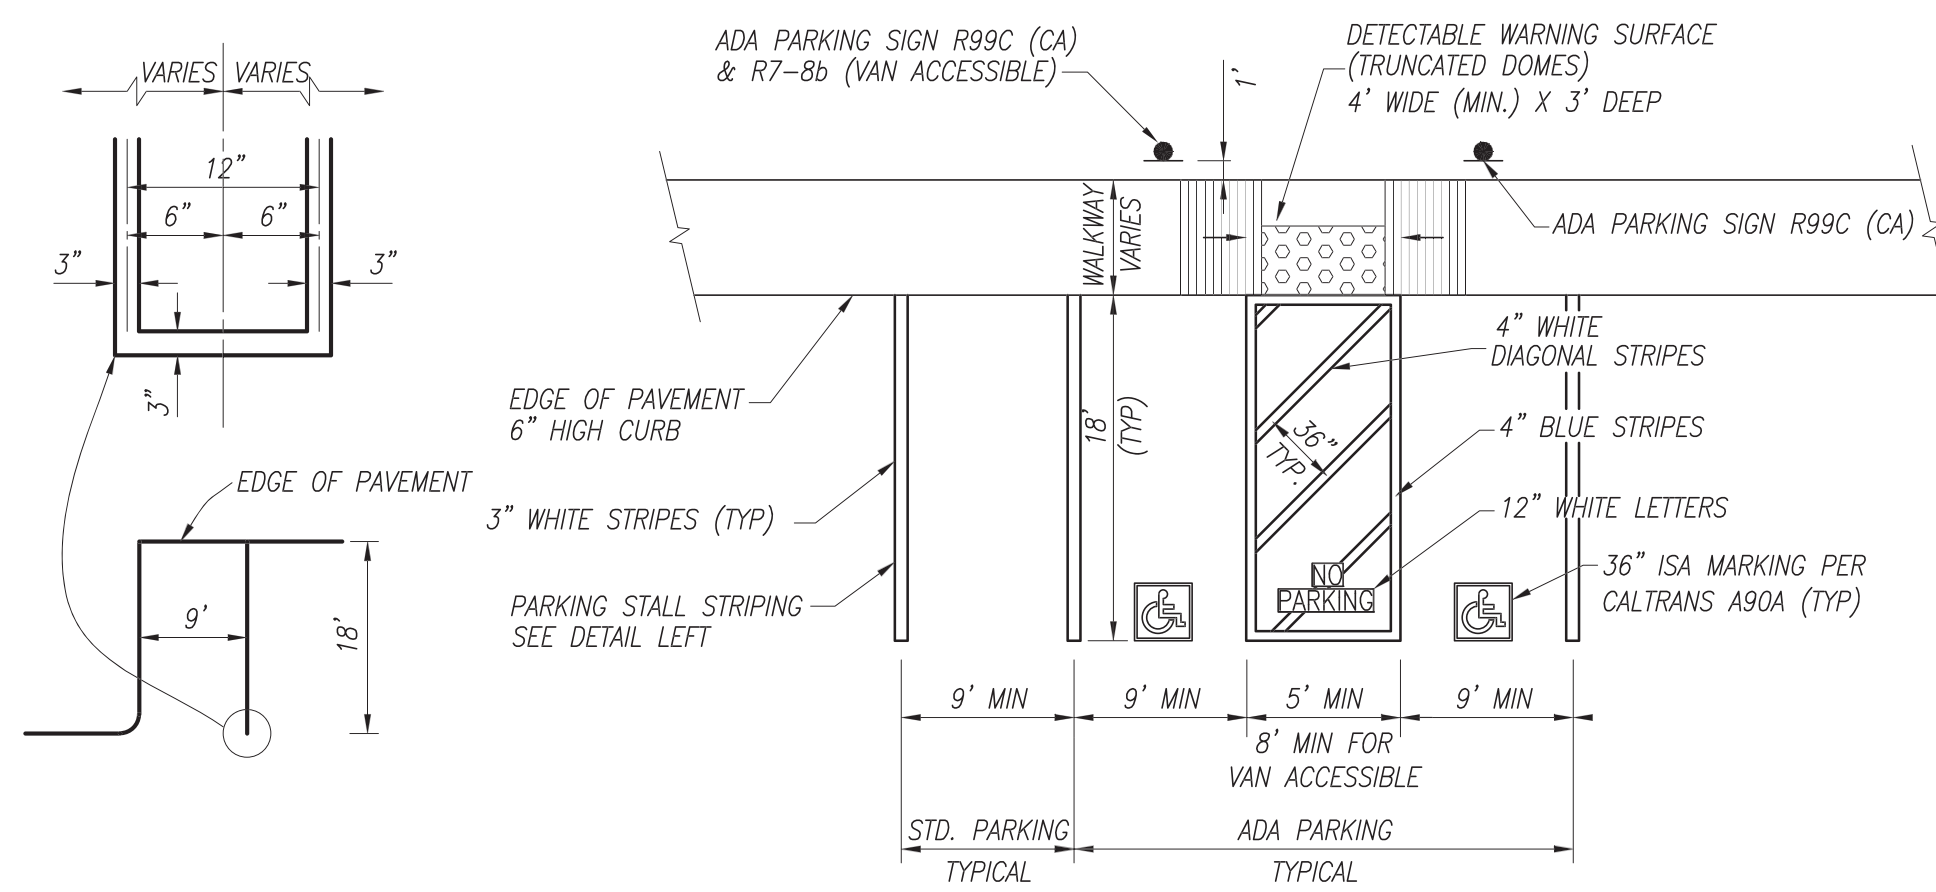 VARIES VARIES
12”
6” 6”
3” 3”
3”
EDGE OF PAVEMENT
9’
18’
ADA PARKING SIGN R99C (CA)
& R7–8b (VAN ACCESSIBLE)
1’
DETECTABLE WARNING SURFACE
(TRUNCATED DOMES)
4’ WIDE (MIN.) X 3’ DEEP
WALKWAY
VARIES
ADA PARKING SIGN R99C (CA)
EDGE OF PAVEMENT
6” HIGH CURB
18’
(TYP)
4” WHITE
DIAGONAL STRIPES
36”
TYP.
4” BLUE STRIPES
3” WHITE STRIPES (TYP)
12” WHITE LETTERS
NO
PARKING
36” ISA MARKING PER
CALTRANS A90A (TYP)
PARKING STALL STRIPING
SEE DETAIL LEFT
9’ MIN 9’ MIN 5’ MIN 9’ MIN
8’ MIN FOR
VAN ACCESSIBLE
STD. PARKING ADA PARKING
TYPICAL TYPICAL